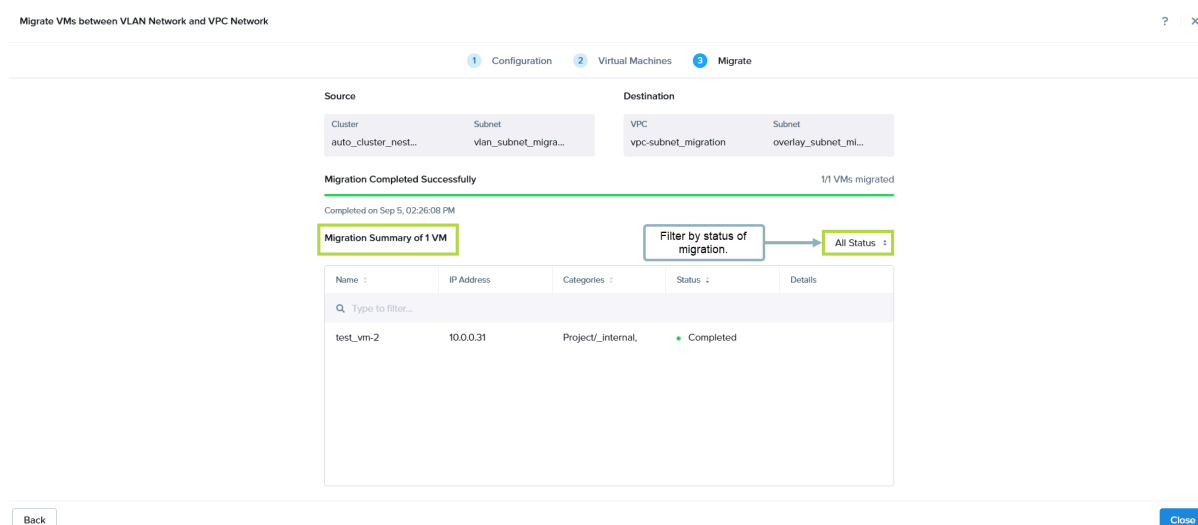 Migrate VMs between VLAN Network and VPC Network
?
1 Configuration 2 Virtual Machines 3 Migrate
Source Destination
Cluster Subnet VPC Subnet
auto_cluster_nest... vlan_subnet_migra... vpc-subnet_migration overlay_subnet_mi...
Migration Completed Successfully 1/1 VMs migrated
Completed on Sep 5, 02:26:08 PM
Migration Summary of 1 VM
Filter by status of
migration.
All Status
Name IP Address Categories Status Details
Type to filter...
test_vm-2 10.0.0.31 Project/_internal, Completed
Back Close